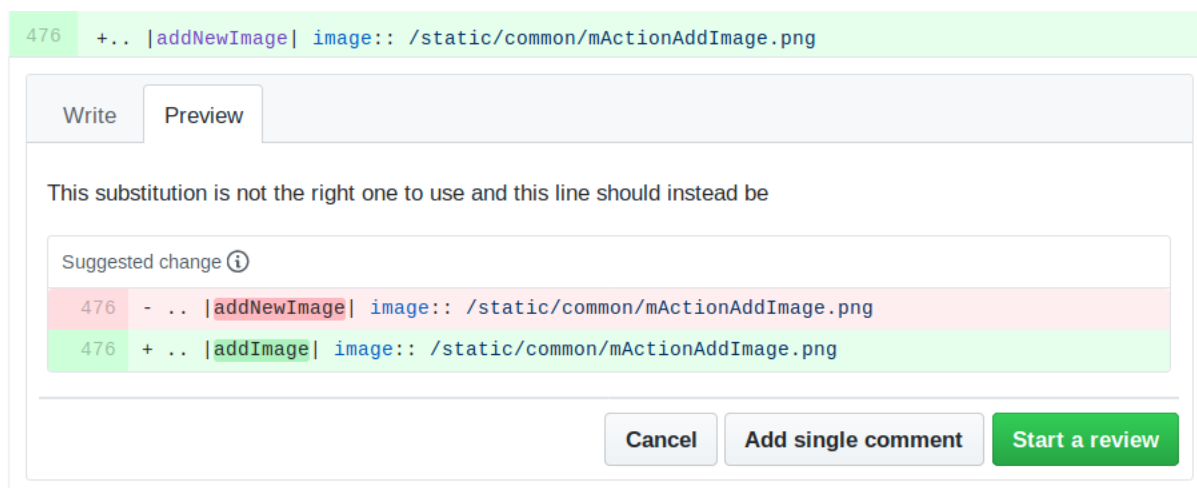 476 +.. |addNewImage| image:: /static/common/mActionAddImage.png
Write Preview
This substitution is not the right one to use and this line should instead be
Suggested change
476 - .. |addNewImage| image:: /static/common/mActionAddImage.png
476 + .. |addImage| image:: /static/common/mActionAddImage.png
Cancel Add single comment Start a review